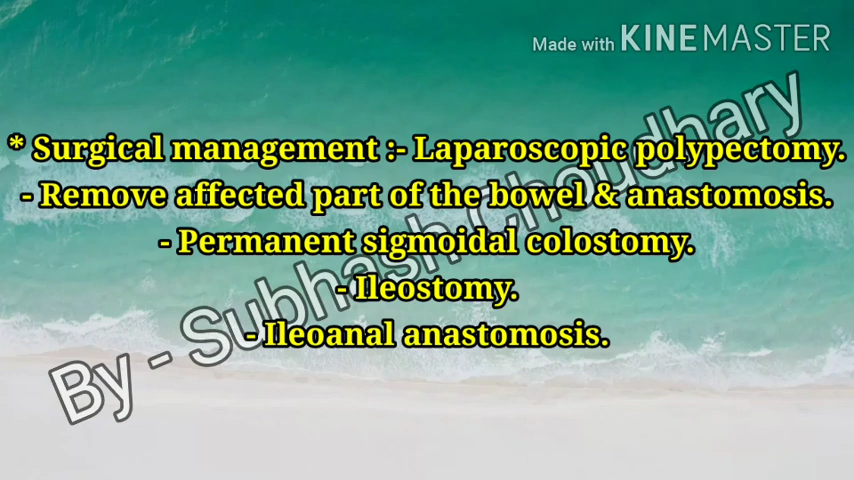 Made with KINEMASTER
* Surgical management :- Laparoscopic polypectomy.
- Remove affected part of the bowel & anastomosis.
- Permanent sigmoidal colostomy.
- Ileostomy.
- Ileoanal anastomosis.
By - Subhash Choudhary